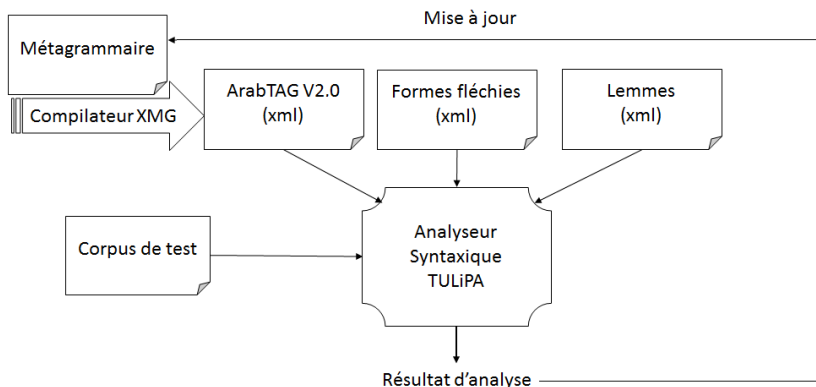 Mise à jour
Métagrammaire
Compilateur XMG
ArabTAG V2.0
(xml)
Formes fléchies
(xml)
Lemmes
(xml)
Corpus de test
Analyseur
Syntaxique
TULiPA
Résultat d'analyse